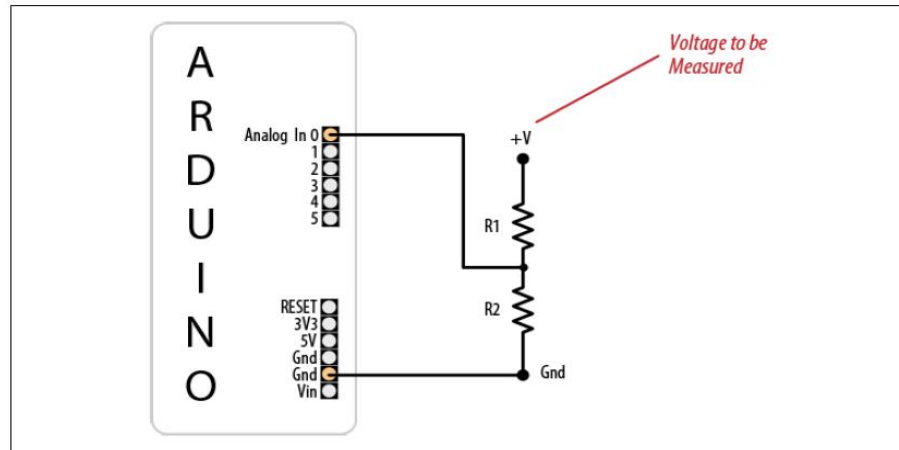 ARDUINO
Analog In 0
1
2
3
4
5
RESET
3V3
5V
Gnd
Gnd
Vin
Voltage to be
Measured
+V
R1
R2
Gnd